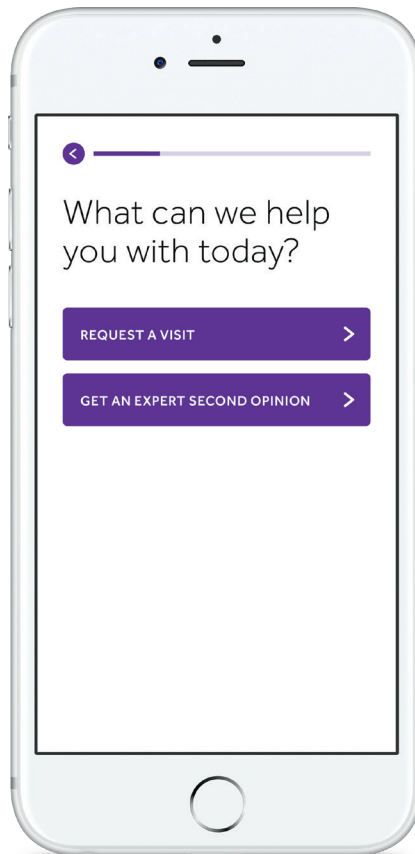 What can we help
you with today?
REQUEST A VISIT
GET AN EXPERT SECOND OPINION